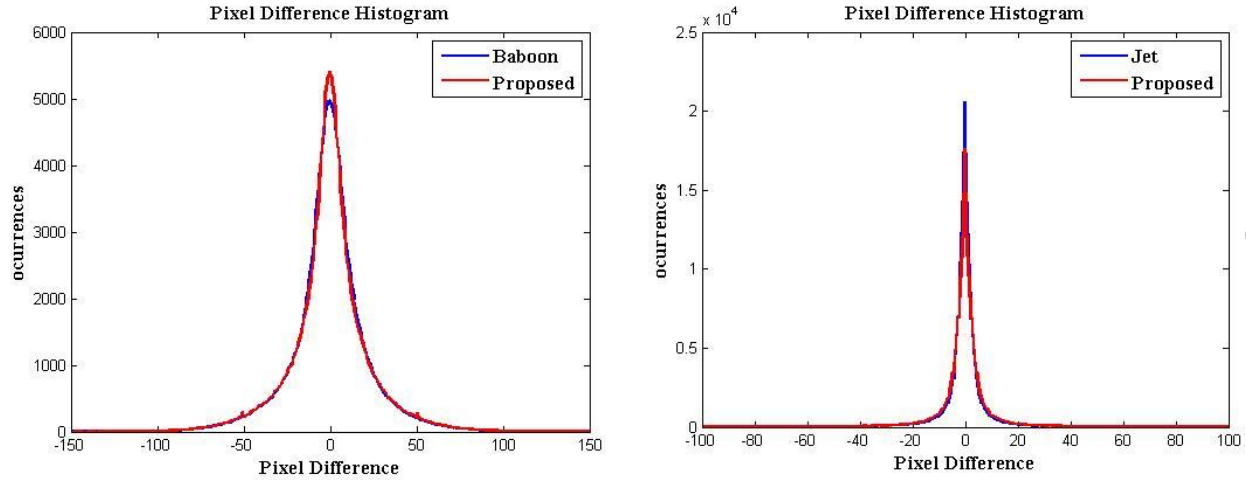 Pixel Difference Histogram
6000
5000
4000
3000
2000
1000
0
-150
-100
-50
0
50
100
150
ocurrences
Pixel Difference
Baboon
Proposed
Pixel Difference Histogram
x 10^4
2.5
2
1.5
1
0.5
0
-100
-80
-60
-40
-20
0
20
40
60
80
100
ocurrences
Pixel Difference
Jet
Proposed